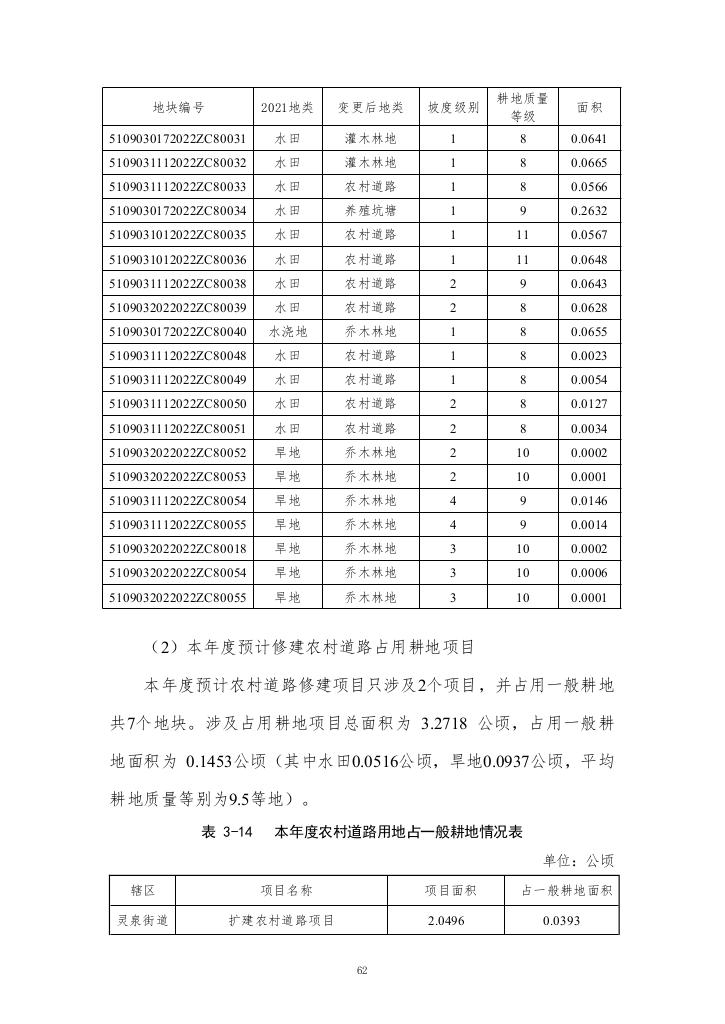 地块编号 2021地类 变更后地类 坡度级别 耕地质量等级 面积
5109030172022ZC80031 水田 灌木林地 1 8 0.0641
5109031112022ZC80032 水田 灌木林地 1 8 0.0665
5109031112022ZC80033 水田 农村道路 1 8 0.0566
5109030172022ZC80034 水田 养殖坑塘 1 9 0.2632
5109031012022ZC80035 水田 农村道路 1 11 0.0567
5109031012022ZC80036 水田 农村道路 1 11 0.0648
5109031112022ZC80038 水田 农村道路 2 9 0.0643
5109032022022ZC80039 水田 农村道路 2 8 0.0628
5109030172022ZC80040 水浇地 乔木林地 1 8 0.0655
5109031112022ZC80048 水田 农村道路 1 8 0.0023
5109031112022ZC80049 水田 农村道路 1 8 0.0054
5109031112022ZC80050 水田 农村道路 2 8 0.0127
5109031112022ZC80051 水田 农村道路 2 8 0.0034
5109032022022ZC80052 旱地 乔木林地 2 10 0.0002
5109032022022ZC80053 旱地 乔木林地 2 10 0.0001
5109031112022ZC80054 旱地 乔木林地 4 9 0.0146
5109031112022ZC80055 旱地 乔木林地 4 9 0.0014
5109032022022ZC80018 旱地 乔木林地 3 10 0.0002
5109032022022ZC80054 旱地 乔木林地 3 10 0.0006
5109032022022ZC80055 旱地 乔木林地 3 10 0.0001
（2）本年度预计修建农村道路占用耕地项目
本年度预计农村道路修建项目只涉及2个项目，并占用一般耕地
共7个地块。涉及占用耕地项目总面积为 3.2718 公顷，占用一般耕
地面积为 0.1453公顷（其中水田0.0516公顷，旱地0.0937公顷，平均
耕地质量等别为9.5等地）。
表 3-14 本年度农村道路用地占一般耕地情况表
单位：公顷
辖区 项目名称 项目面积 占一般耕地面积
灵泉街道 扩建农村道路项目 2.0496 0.0393
62